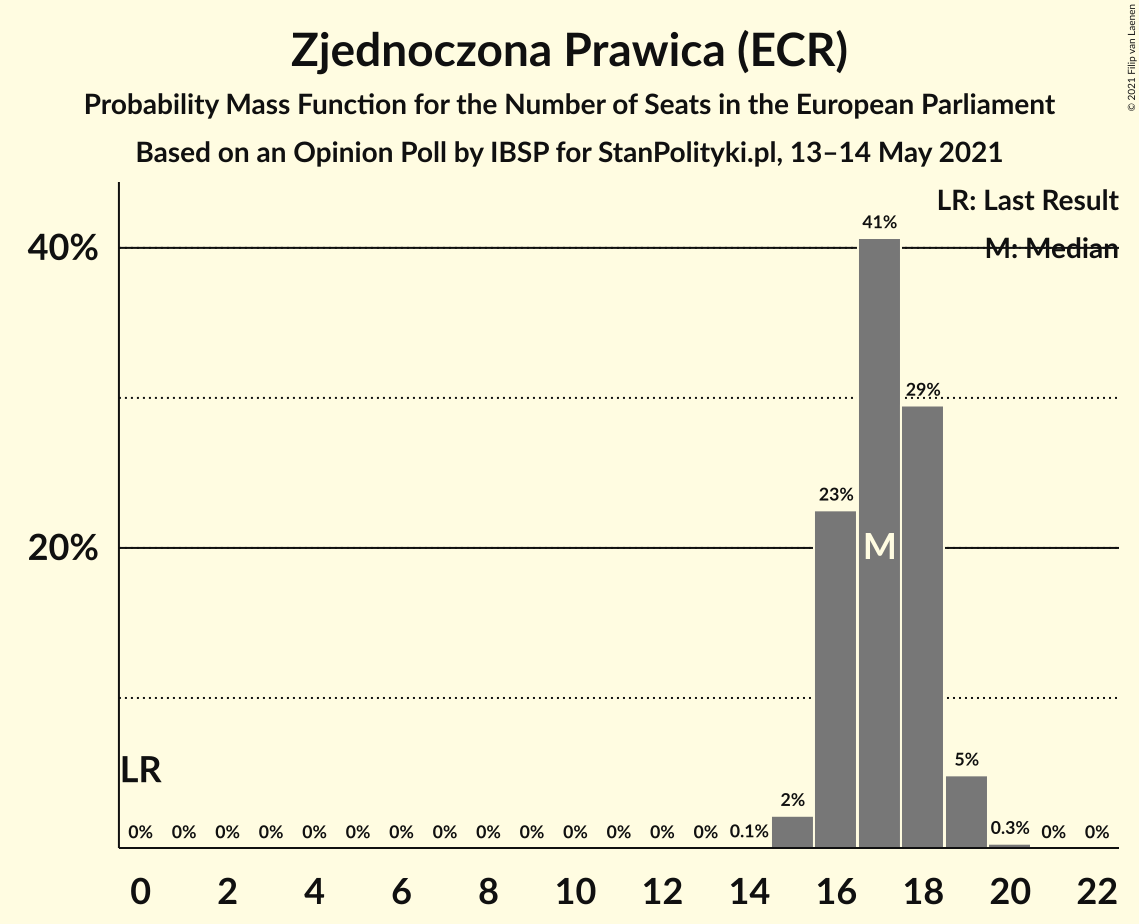 Zjednoczona Prawica (ECR)
Probability Mass Function for the Number of Seats in the European Parliament
Based on an Opinion Poll by IBSP for StanPolityki.pl, 13–14 May 2021
© 2021 Filip van Laenen
LR: Last Result
M: Median
40%
20%
41%
29%
23%
M
LR
5%
2%
0% 0% 0% 0% 0% 0% 0% 0% 0% 0% 0% 0% 0% 0% 0.1% 0.3% 0% 0%
0 2 4 6 8 10 12 14 16 18 20 22